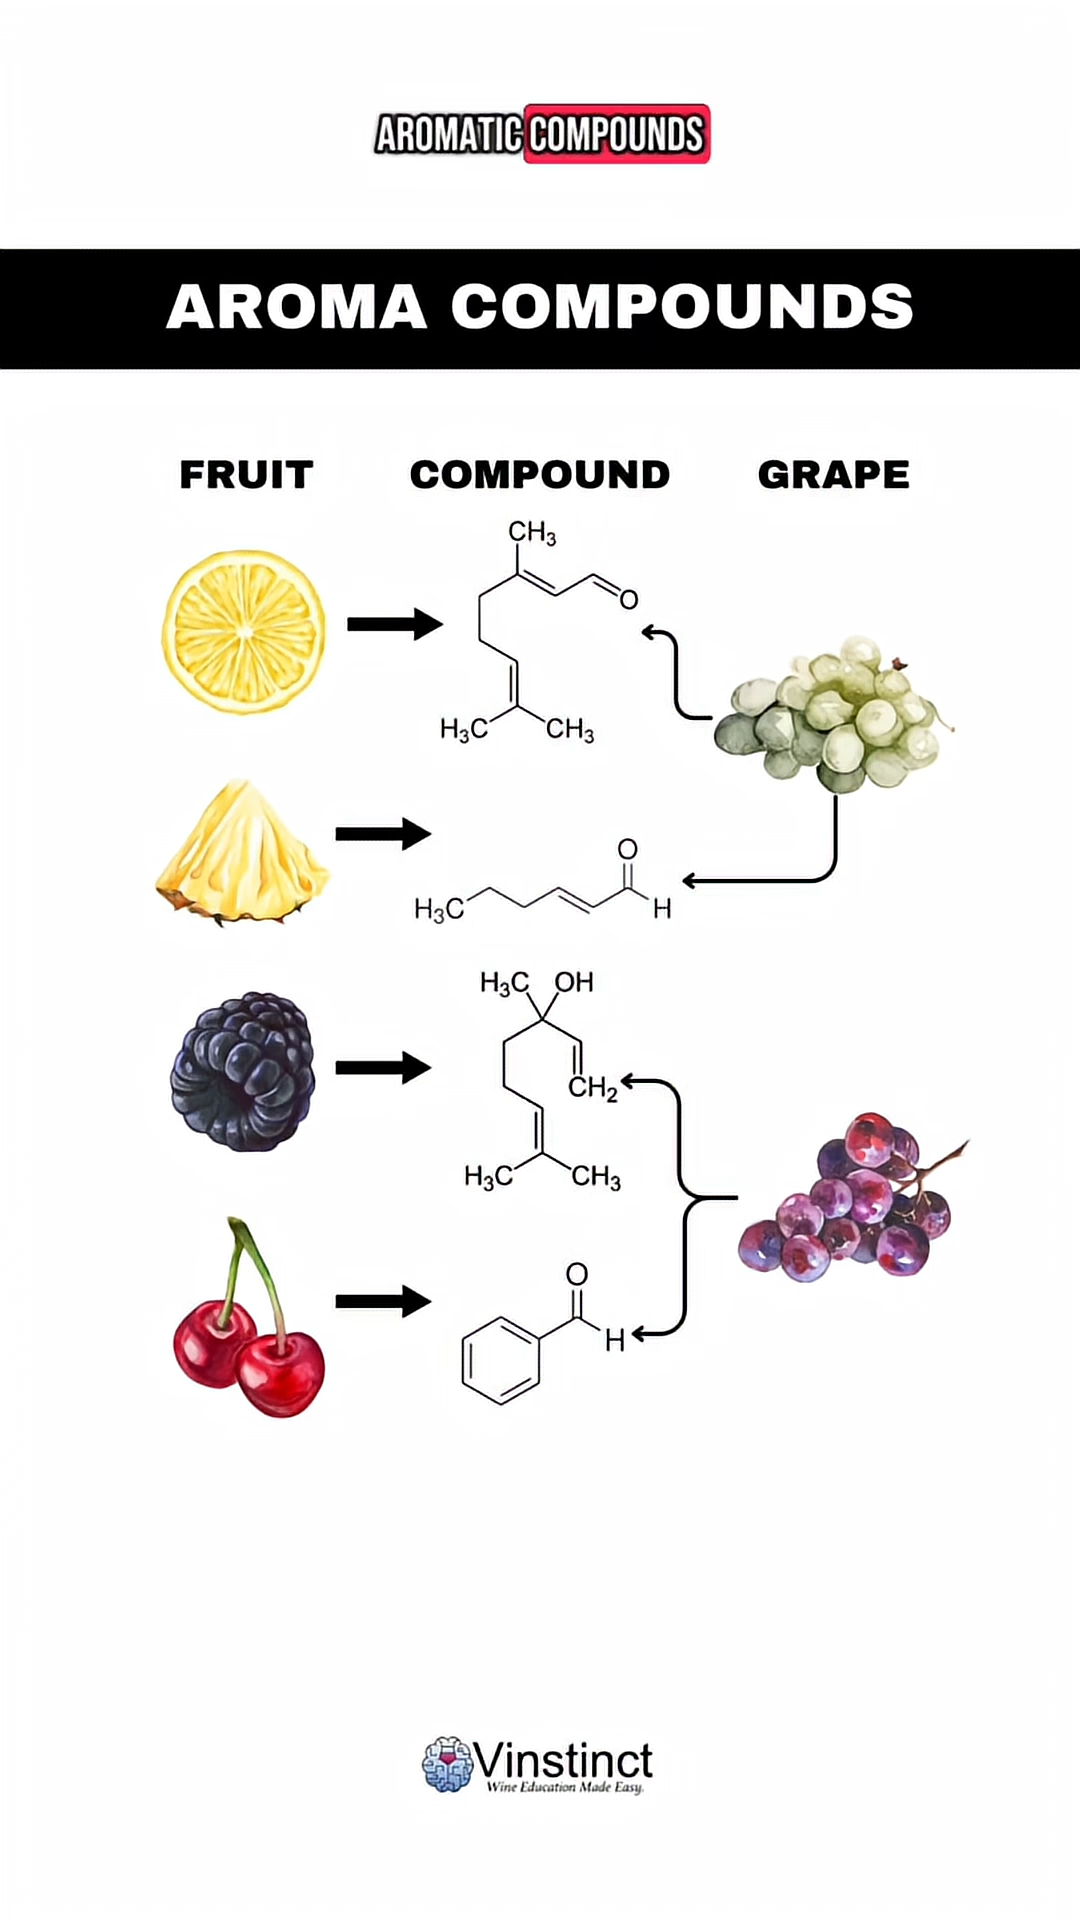 AROMATIC COMPOUNDS
AROMA COMPOUNDS
FRUIT COMPOUND GRAPE
CH₃
O
H₃C CH₃
O
H₃C H
H₃C OH
CH₂
H₃C CH₃
O
H
Vinstinct
Wine Education Made Easy.